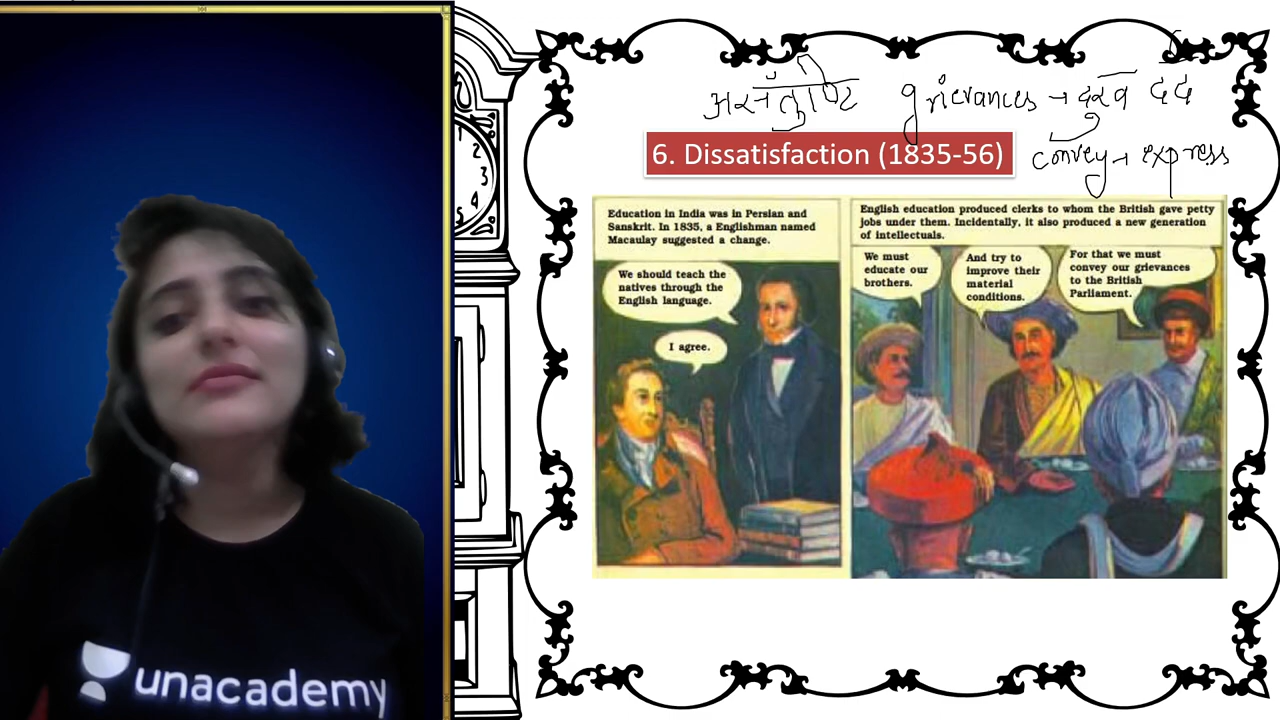 असंतुष्टि grievances → दुख दर्द
6. Dissatisfaction (1835-56)
convey → express
Education in India was in Persian and
Sanskrit. In 1835, a Englishman named
Macaulay suggested a change.
We should teach the
natives through the
English language.
I agree.
English education produced clerks to whom the British gave petty
jobs under them. Incidentally, it also produced a new generation
of intellectuals.
We must
educate our
brothers.
And try to
improve their
material
conditions.
For that we must
convey our grievances
to the British
Parliament.
2
3
4
5
unacademy